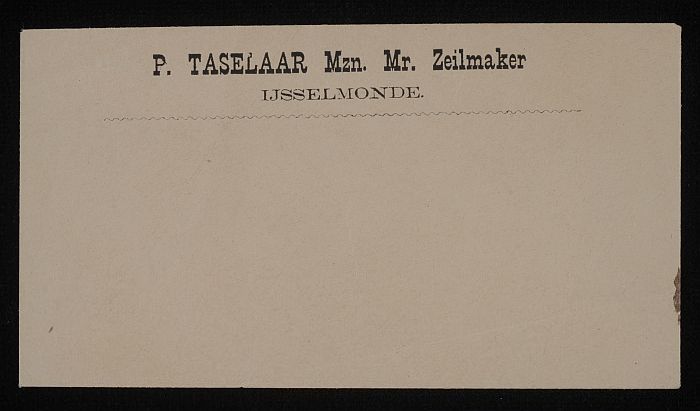 P. TASELAAR Mzn. Mr. Zeilmaker
IJSSELMONDE.